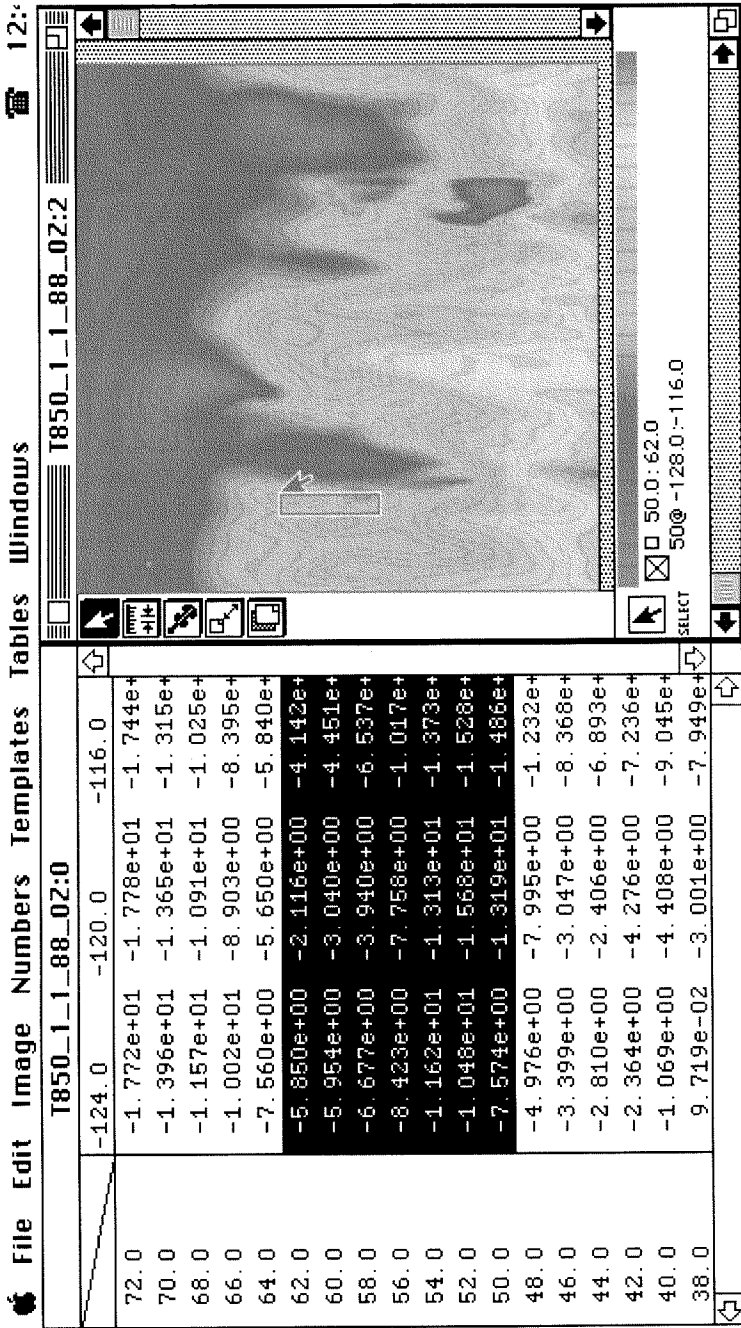 File Edit Image Numbers Templates Tables Windows
T850_1_1_88_0Z:0
-124.0 -120.0 -116.0
72.0 -1.772e+01 -1.778e+01 -1.744e+
70.0 -1.396e+01 -1.365e+01 -1.315e+
68.0 -1.157e+01 -1.091e+01 -1.025e+
66.0 -1.002e+01 -8.903e+00 -8.395e+
64.0 -7.560e+00 -5.650e+00 -5.840e+
62.0 -5.850e+00 -2.116e+00 -4.142e+
60.0 -5.954e+00 -3.040e+00 -4.451e+
58.0 -6.677e+00 -3.940e+00 -6.537e+
56.0 -8.423e+00 -7.758e+00 -1.017e+
54.0 -1.162e+01 -1.313e+01 -1.373e+
52.0 -1.048e+01 -1.568e+01 -1.528e+
50.0 -7.574e+00 -1.319e+01 -1.486e+
48.0 -4.976e+00 -7.995e+00 -1.232e+
46.0 -3.399e+00 -3.047e+00 -8.368e+
44.0 -2.810e+00 -2.406e+00 -6.893e+
42.0 -2.364e+00 -4.276e+00 -7.236e+
40.0 -1.069e+00 -4.408e+00 -9.045e+
38.0 9.719e-02 -3.001e+00 -7.949e+
T850_1_1_88_0Z:2
SELECT
50.0:62.0
50@ -128.0:-116.0